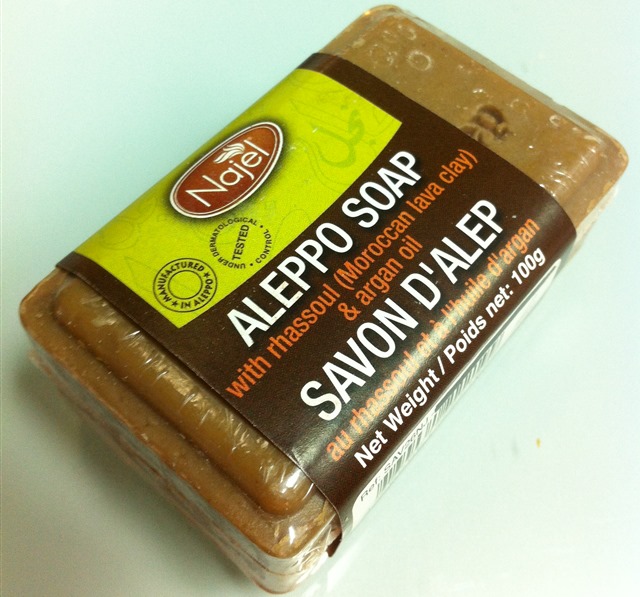 Najel
UNDER DERMATOLOGICAL • CONTROL •
TESTED
MANUFACTURED
IN ALEPPO
ALEPPO SOAP
with rhassoul (Moroccan lava clay)
& argan oil
SAVON D'ALEP
au rhassoul et à l'huile d'argan
Net Weight / Poids net: 100g